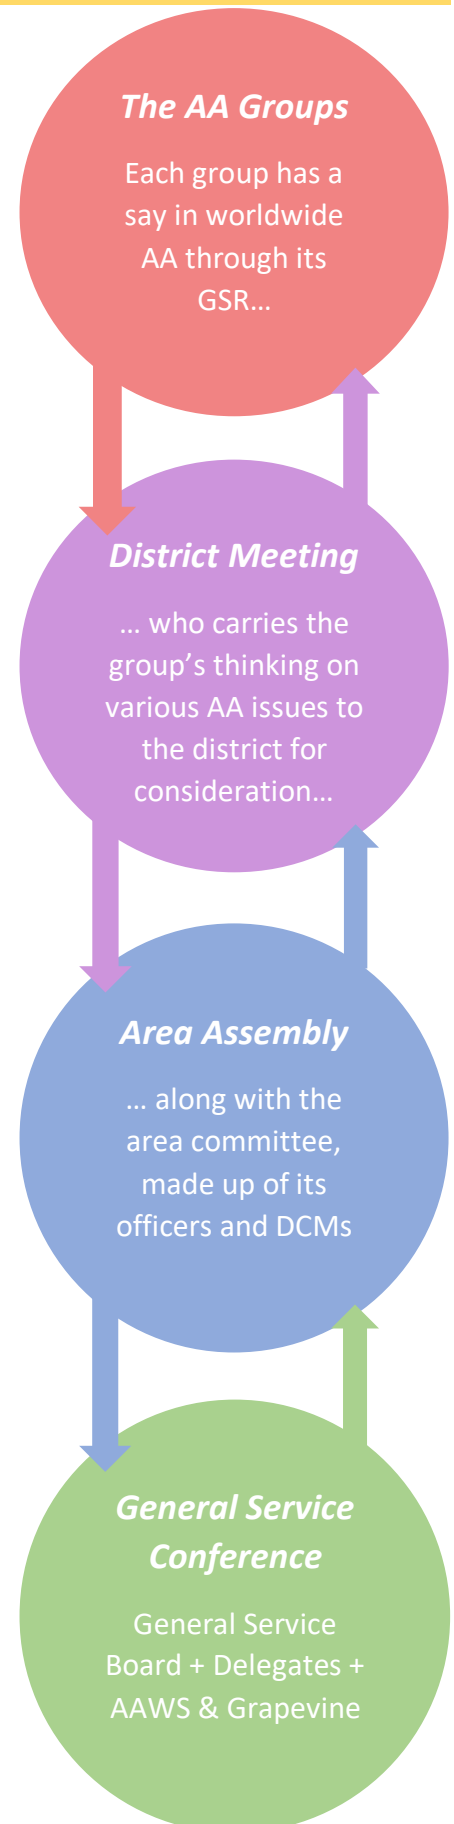 The AA Groups
Each group has a
say in worldwide
AA through its
GSR...
District Meeting
... who carries the
group’s thinking on
various AA issues to
the district for
consideration...
Area Assembly
... along with the
area committee,
made up of its
officers and DCMs
General Service
Conference
General Service
Board + Delegates +
AAWS & Grapevine